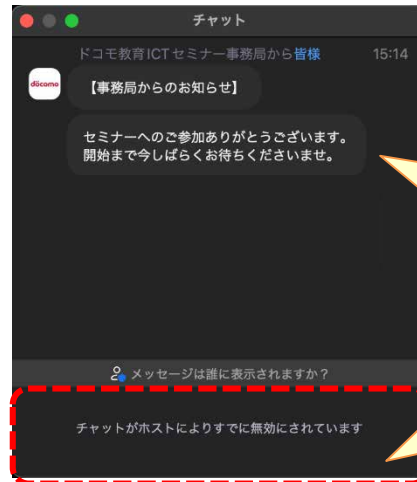 チャット
ドコモ教育ICTセミナー事務局から皆様 15:14
döcomo
【事務局からのお知らせ】
セミナーへのご参加ありがとうございます。
開始まで今しばらくお待ちくださいませ。
メッセージは誰に表示されますか？
チャットがホストによりすでに無効にされています